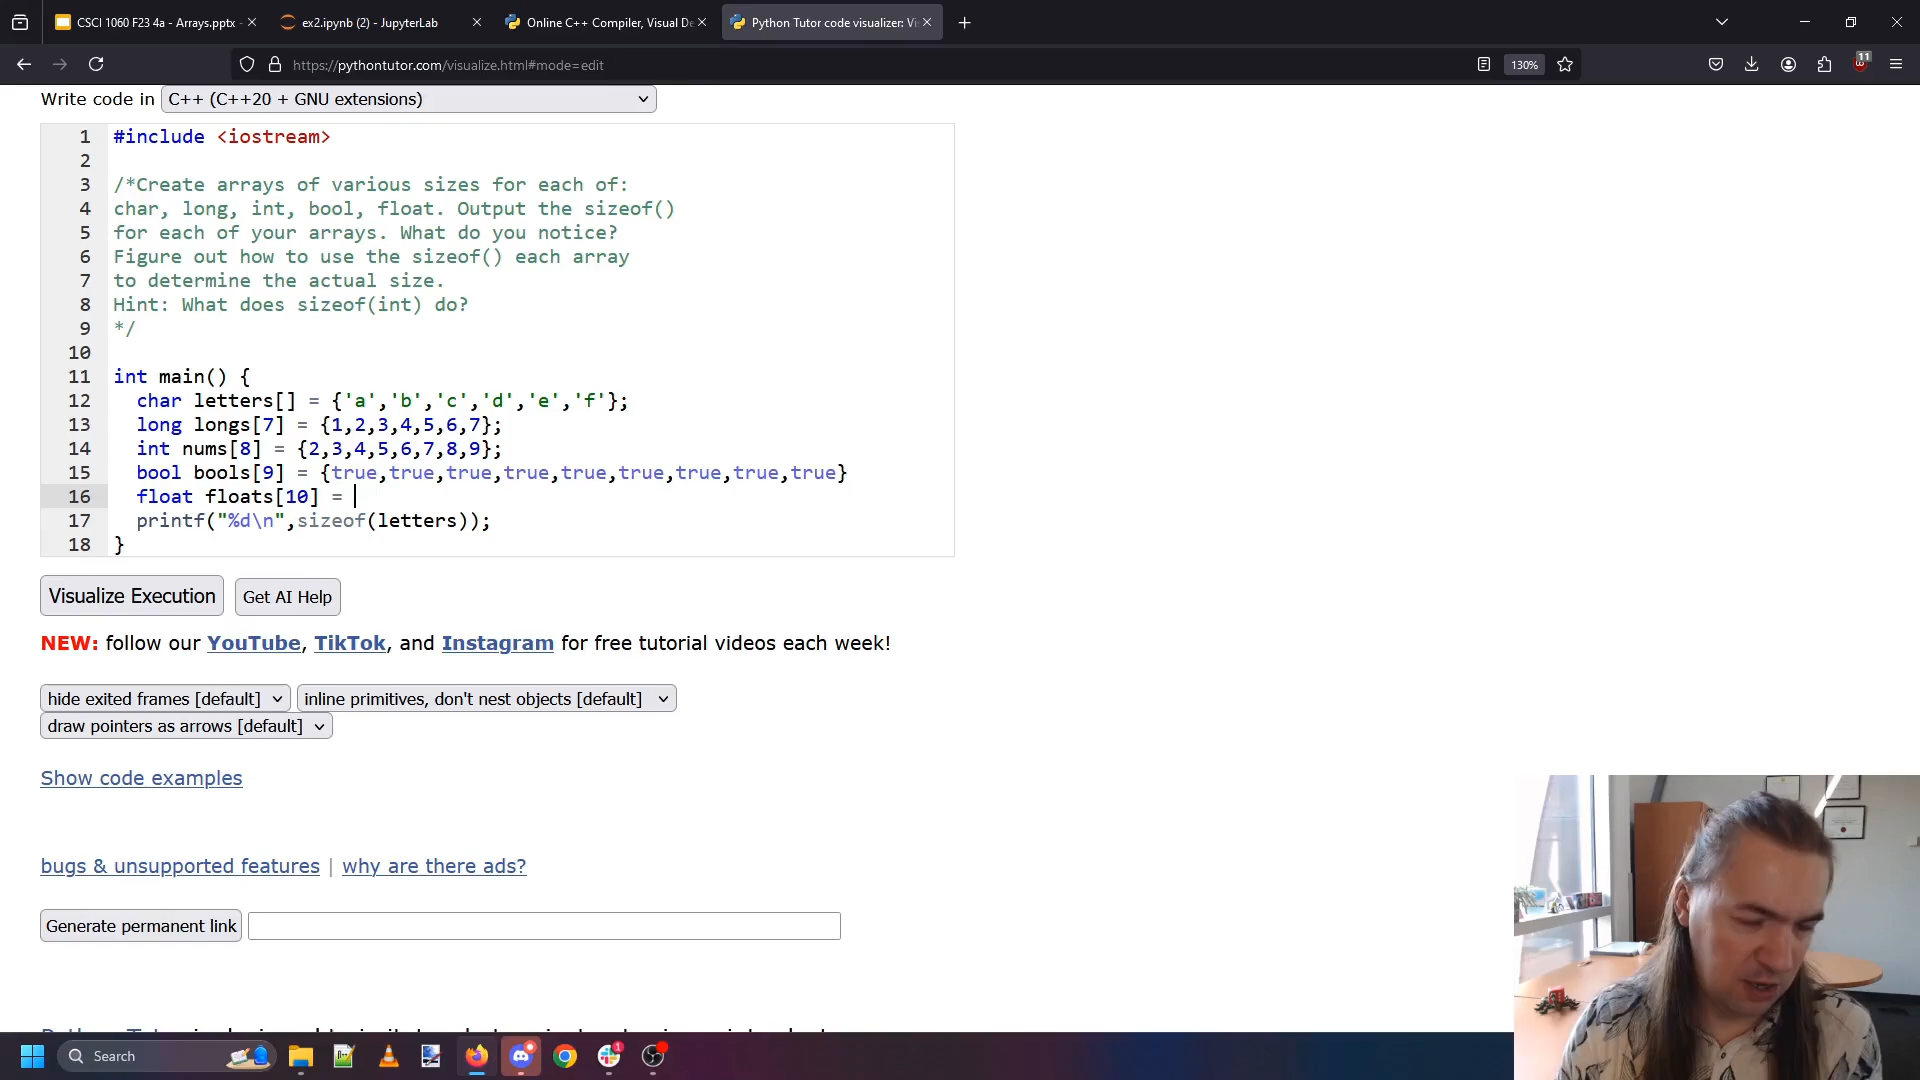 CSCI 1060 F23 4a - Arrays.pptx - ex2.ipynb (2) - JupyterLab Online C++ Compiler, Visual De Python Tutor code visualizer: Vi
https://pythontutor.com/visualize.html#mode=edit 130% 11
Write code in C++ (C++20 + GNU extensions)
1 #include <iostream>
2
3 /*Create arrays of various sizes for each of:
4 char, long, int, bool, float. Output the sizeof()
5 for each of your arrays. What do you notice?
6 Figure out how to use the sizeof() each array
7 to determine the actual size.
8 Hint: What does sizeof(int) do?
9 */
10
11 int main() {
12 char letters[] = {'a','b','c','d','e','f'};
13 long longs[7] = {1,2,3,4,5,6,7};
14 int nums[8] = {2,3,4,5,6,7,8,9};
15 bool bools[9] = {true,true,true,true,true,true,true,true,true}
16 float floats[10] =
17 printf("%d\n",sizeof(letters));
18 }
Visualize Execution Get AI Help
NEW: follow our YouTube, TikTok, and Instagram for free tutorial videos each week!
hide exited frames [default] inline primitives, don't nest objects [default]
draw pointers as arrows [default]
Show code examples
bugs & unsupported features | why are there ads?
Generate permanent link
Search 1